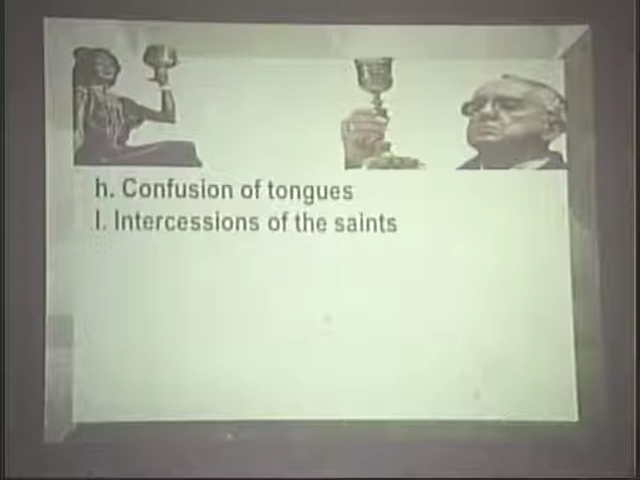 h. Confusion of tongues
I. Intercessions of the saints